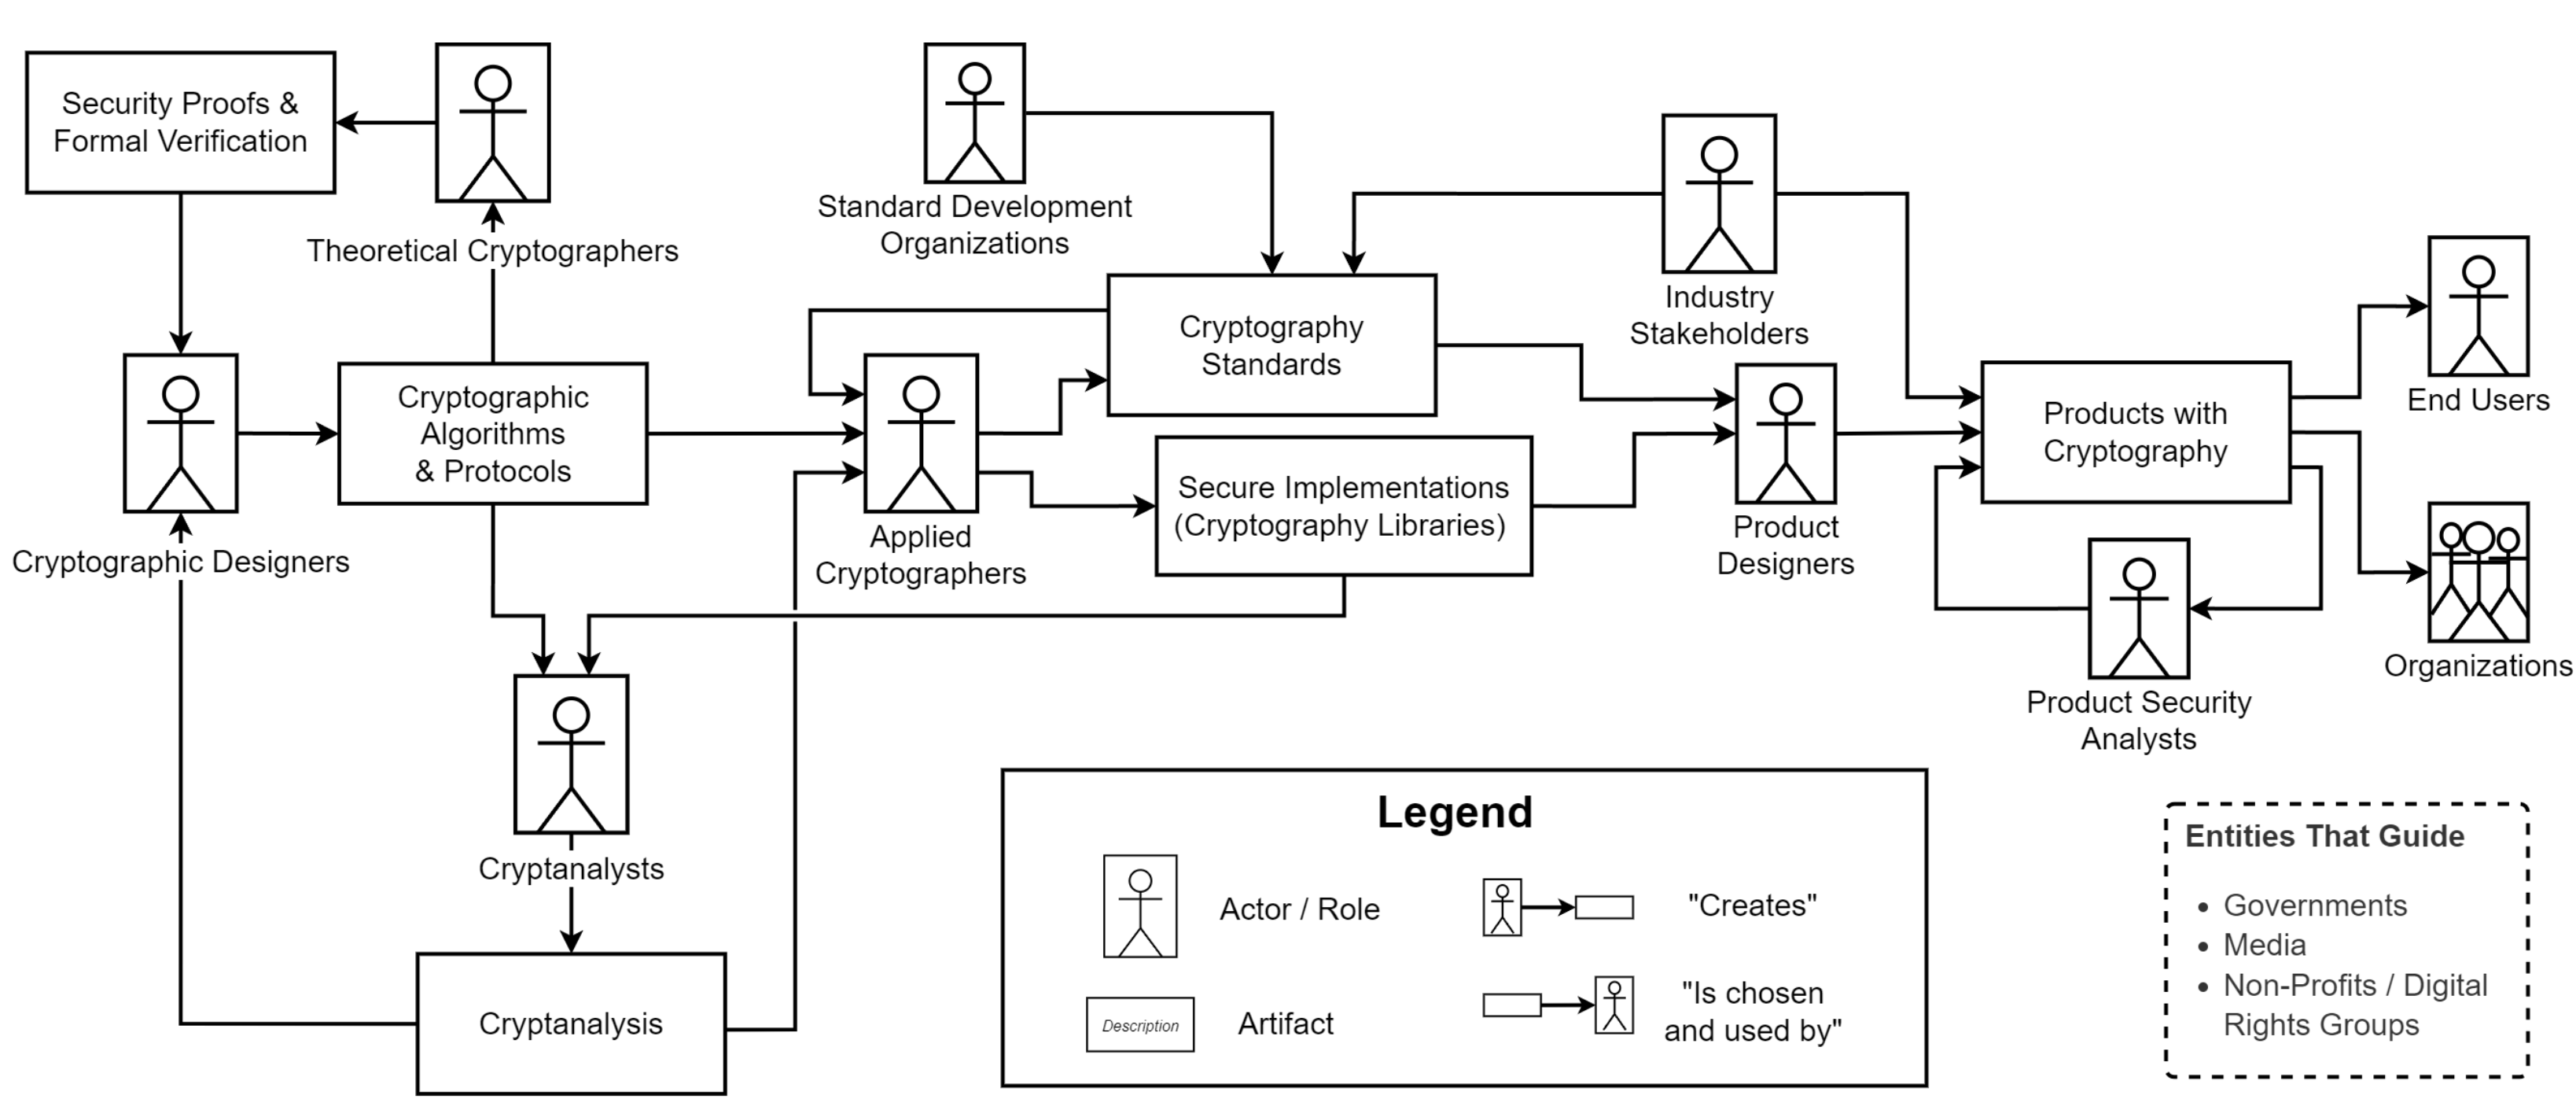 Security Proofs &
Formal Verification
Theoretical Cryptographers
Standard Development
Organizations
Industry
Stakeholders
End Users
Cryptography
Standards
Cryptographic
Algorithms
& Protocols
Products with
Cryptography
Secure Implementations
(Cryptography Libraries)
Cryptographic Designers
Applied
Cryptographers
Product
Designers
Organizations
Product Security
Analysts
Cryptanalysts
Cryptanalysis
Legend
Actor / Role
"Creates"
Description
Artifact
"Is chosen
and used by"
Entities That Guide
• Governments
• Media
• Non-Profits / Digital
Rights Groups